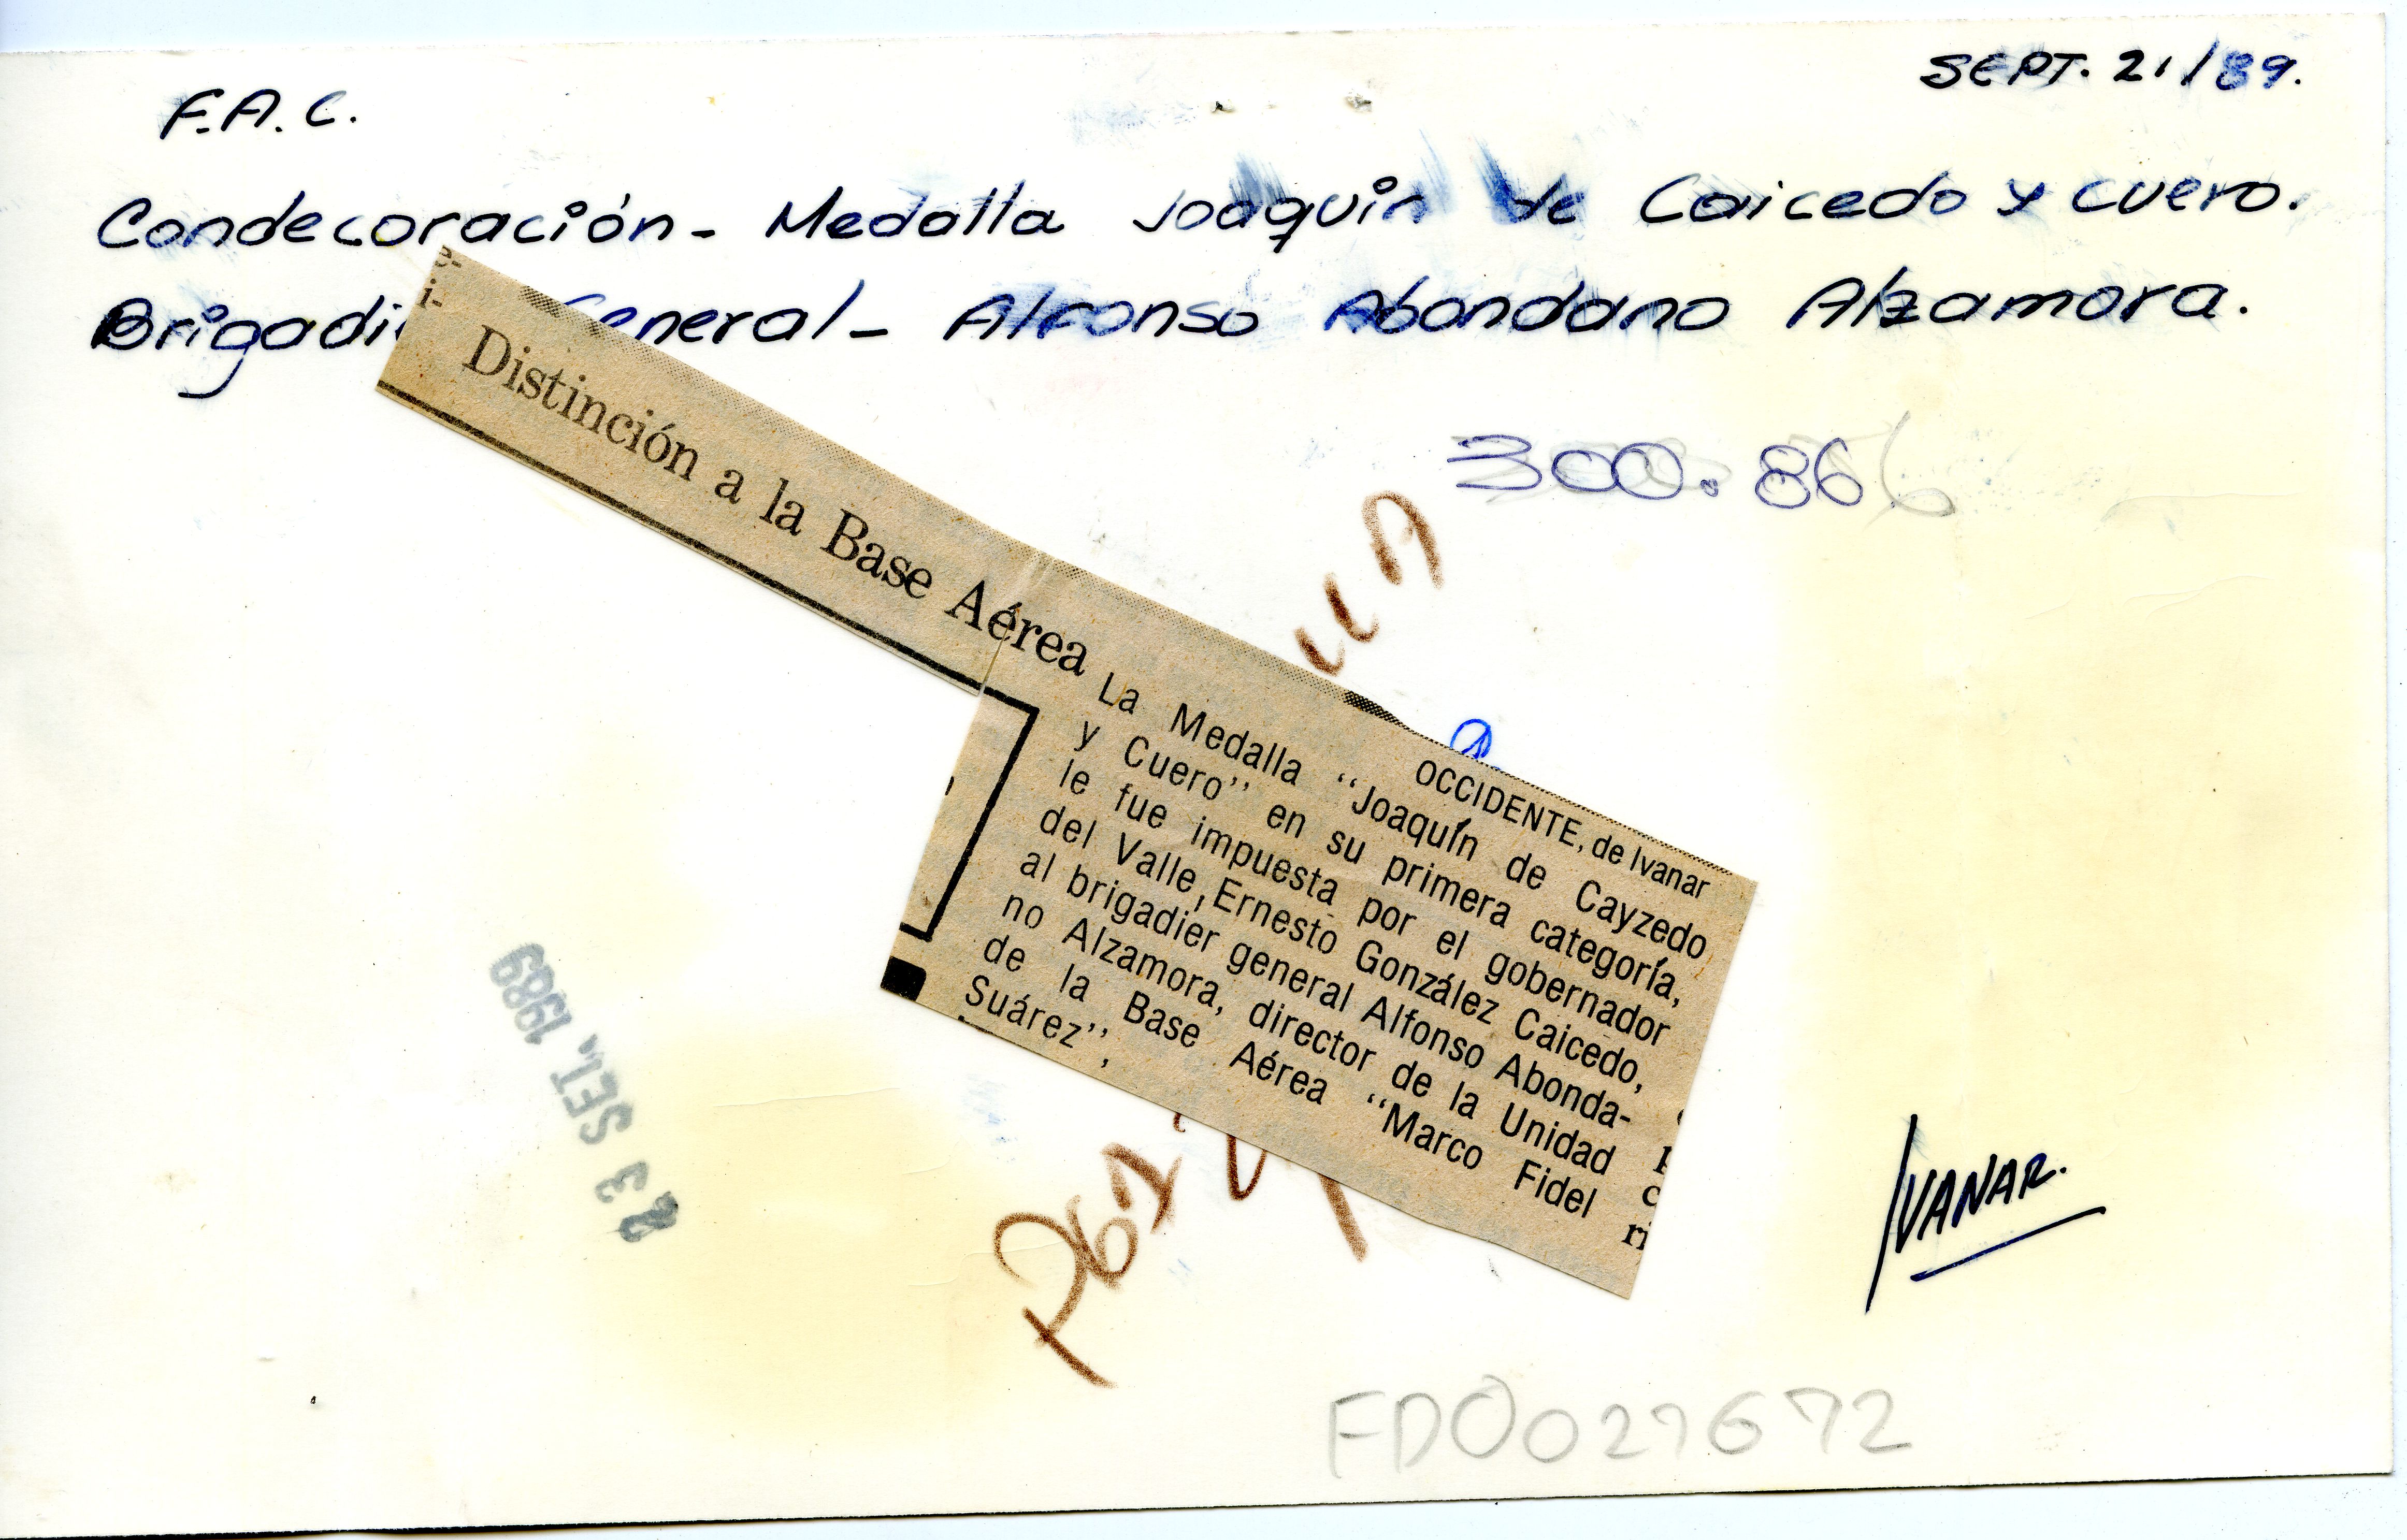 SEPT. 21/89.
F.A.C.
Condecoración - Medalla Joaquin de Caicedo y Cuero.
General - Alfonso Abondano Alzamora.
300.86
Distinción a la Base Aérea
OCCIDENTE, de Ivanar
La Medalla "Joaquín de Cayzedo
y Cuero" en su primera categoría,
le fue impuesta por el gobernador
del Valle, Ernesto González Caicedo,
al brigadier general Alfonso Abonda-
no Alzamora, director de la Unidad
de la Base Aérea "Marco Fidel
Suárez",
23 SET. 1989
IVANAR.
FD0027672